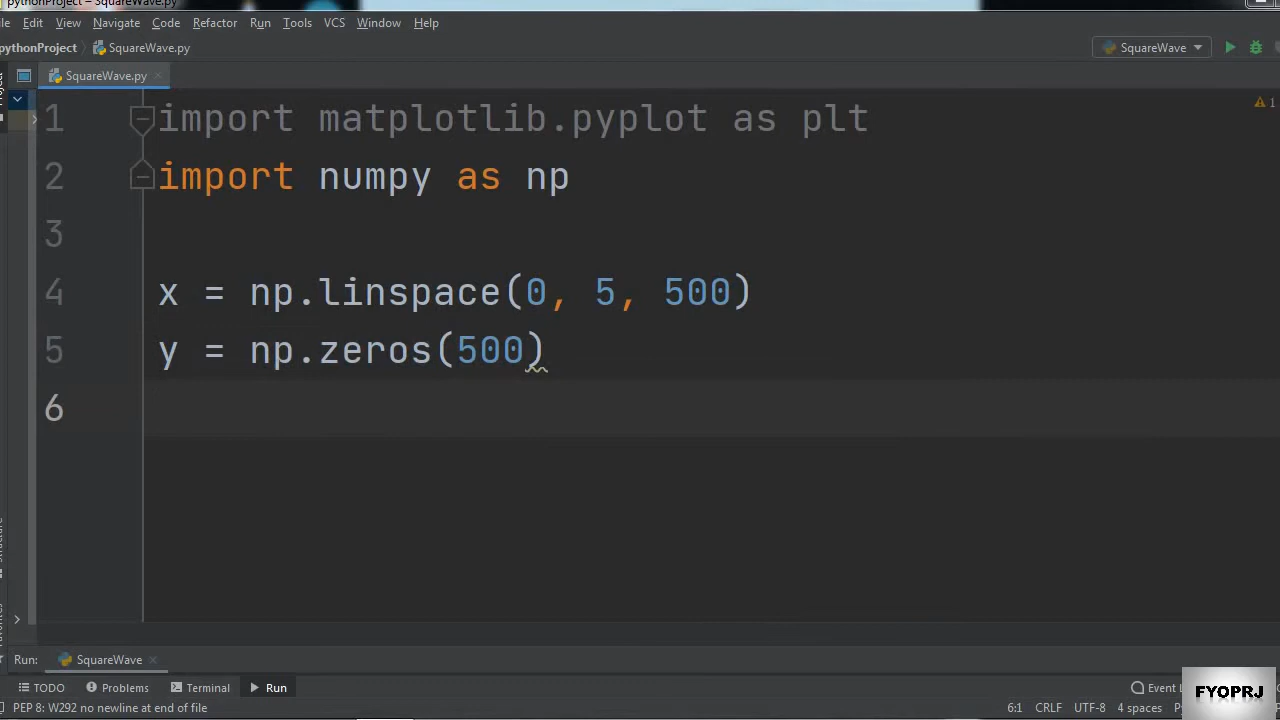 pythonProject – SquareWave.py
Edit View Navigate Code Refactor Run Tools VCS Window Help
pythonProject SquareWave.py SquareWave
SquareWave.py
1 import matplotlib.pyplot as plt 1
2 import numpy as np
3
4 x = np.linspace(0, 5, 500)
5 y = np.zeros(500)
6
Run: SquareWave
TODO Problems Terminal Run Event
PEP 8: W292 no newline at end of file 6:1 CRLF UTF-8 4 spaces
FYOPRJ